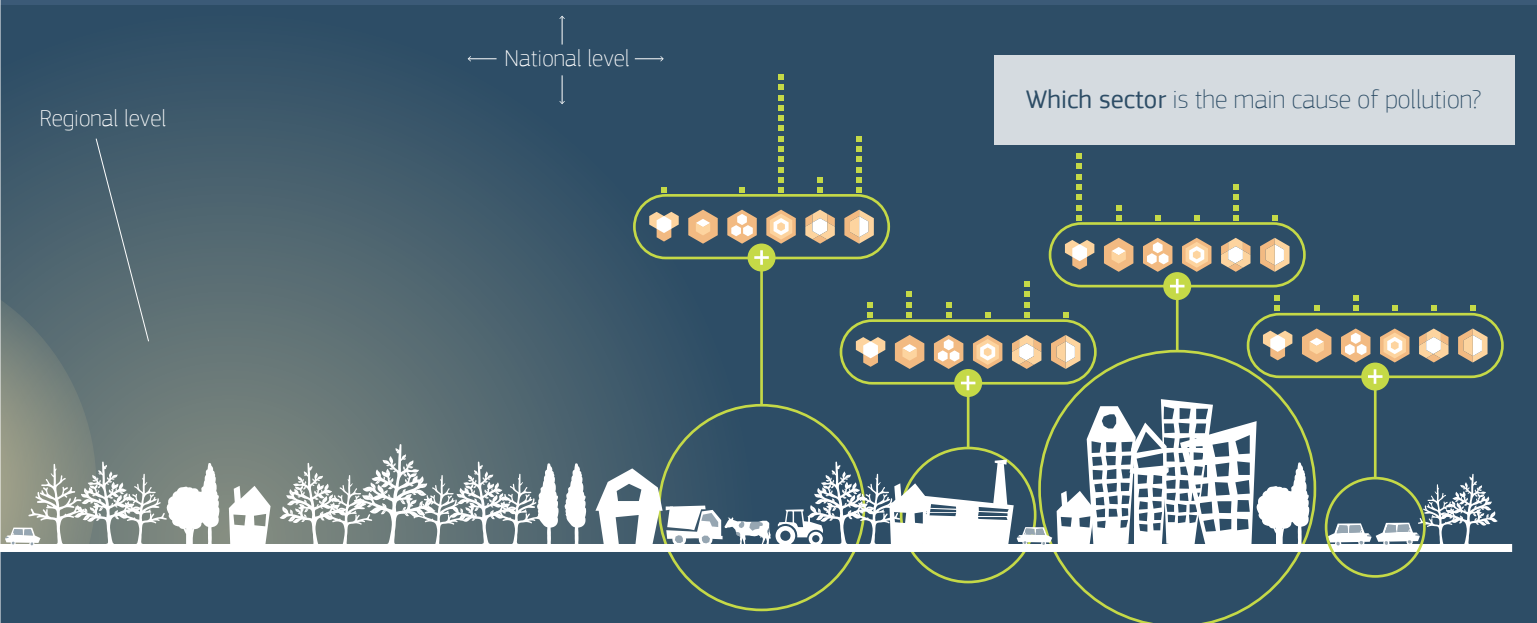 National level
Which sector is the main cause of pollution?
Regional level